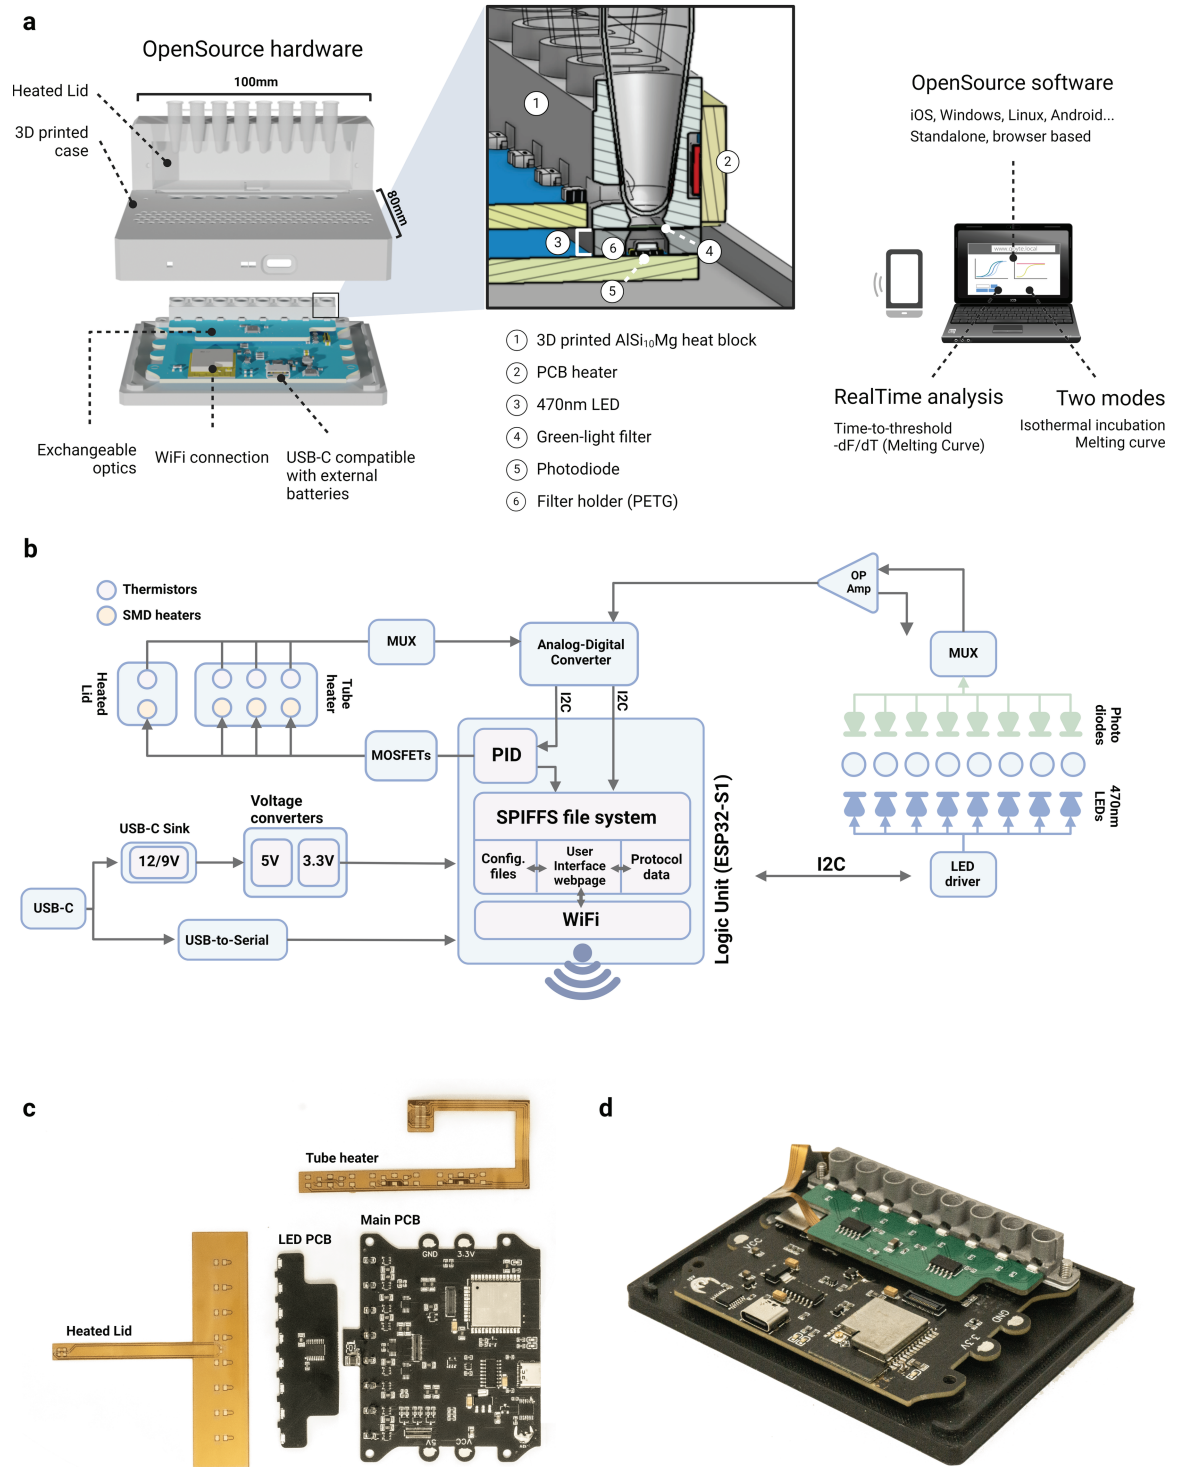 a
OpenSource hardware
100mm
Heated Lid
3D printed
case
80mm
Exchangeable
optics
WiFi connection
USB-C compatible
with external
batteries
1
2
3
6
4
5
1 3D printed AlSi₁₀Mg heat block
2 PCB heater
3 470nm LED
4 Green-light filter
5 Photodiode
6 Filter holder (PETG)
OpenSource software
iOS, Windows, Linux, Android...
Standalone, browser based
RealTime analysis
Time-to-threshold
-dF/dT (Melting Curve)
Two modes
Isothermal incubation
Melting curve
b
Thermistors
SMD heaters
Heated
Lid
Tube
heater
MUX
Analog-Digital
Converter
OP
Amp
MUX
I2C
I2C
MOSFETs
PID
SPIFFS file system
Config.
files
User
Interface
webpage
Protocol
data
WiFi
Logic Unit (ESP32-S1)
Photo
diodes
470nm
LEDs
I2C
LED
driver
Voltage
converters
USB-C Sink
12/9V
5V
3.3V
USB-C
USB-to-Serial
c
Tube heater
Main PCB
LED PCB
Heated Lid
GND
3.3V
5V
VCC
d
VCC
GND
3.3V